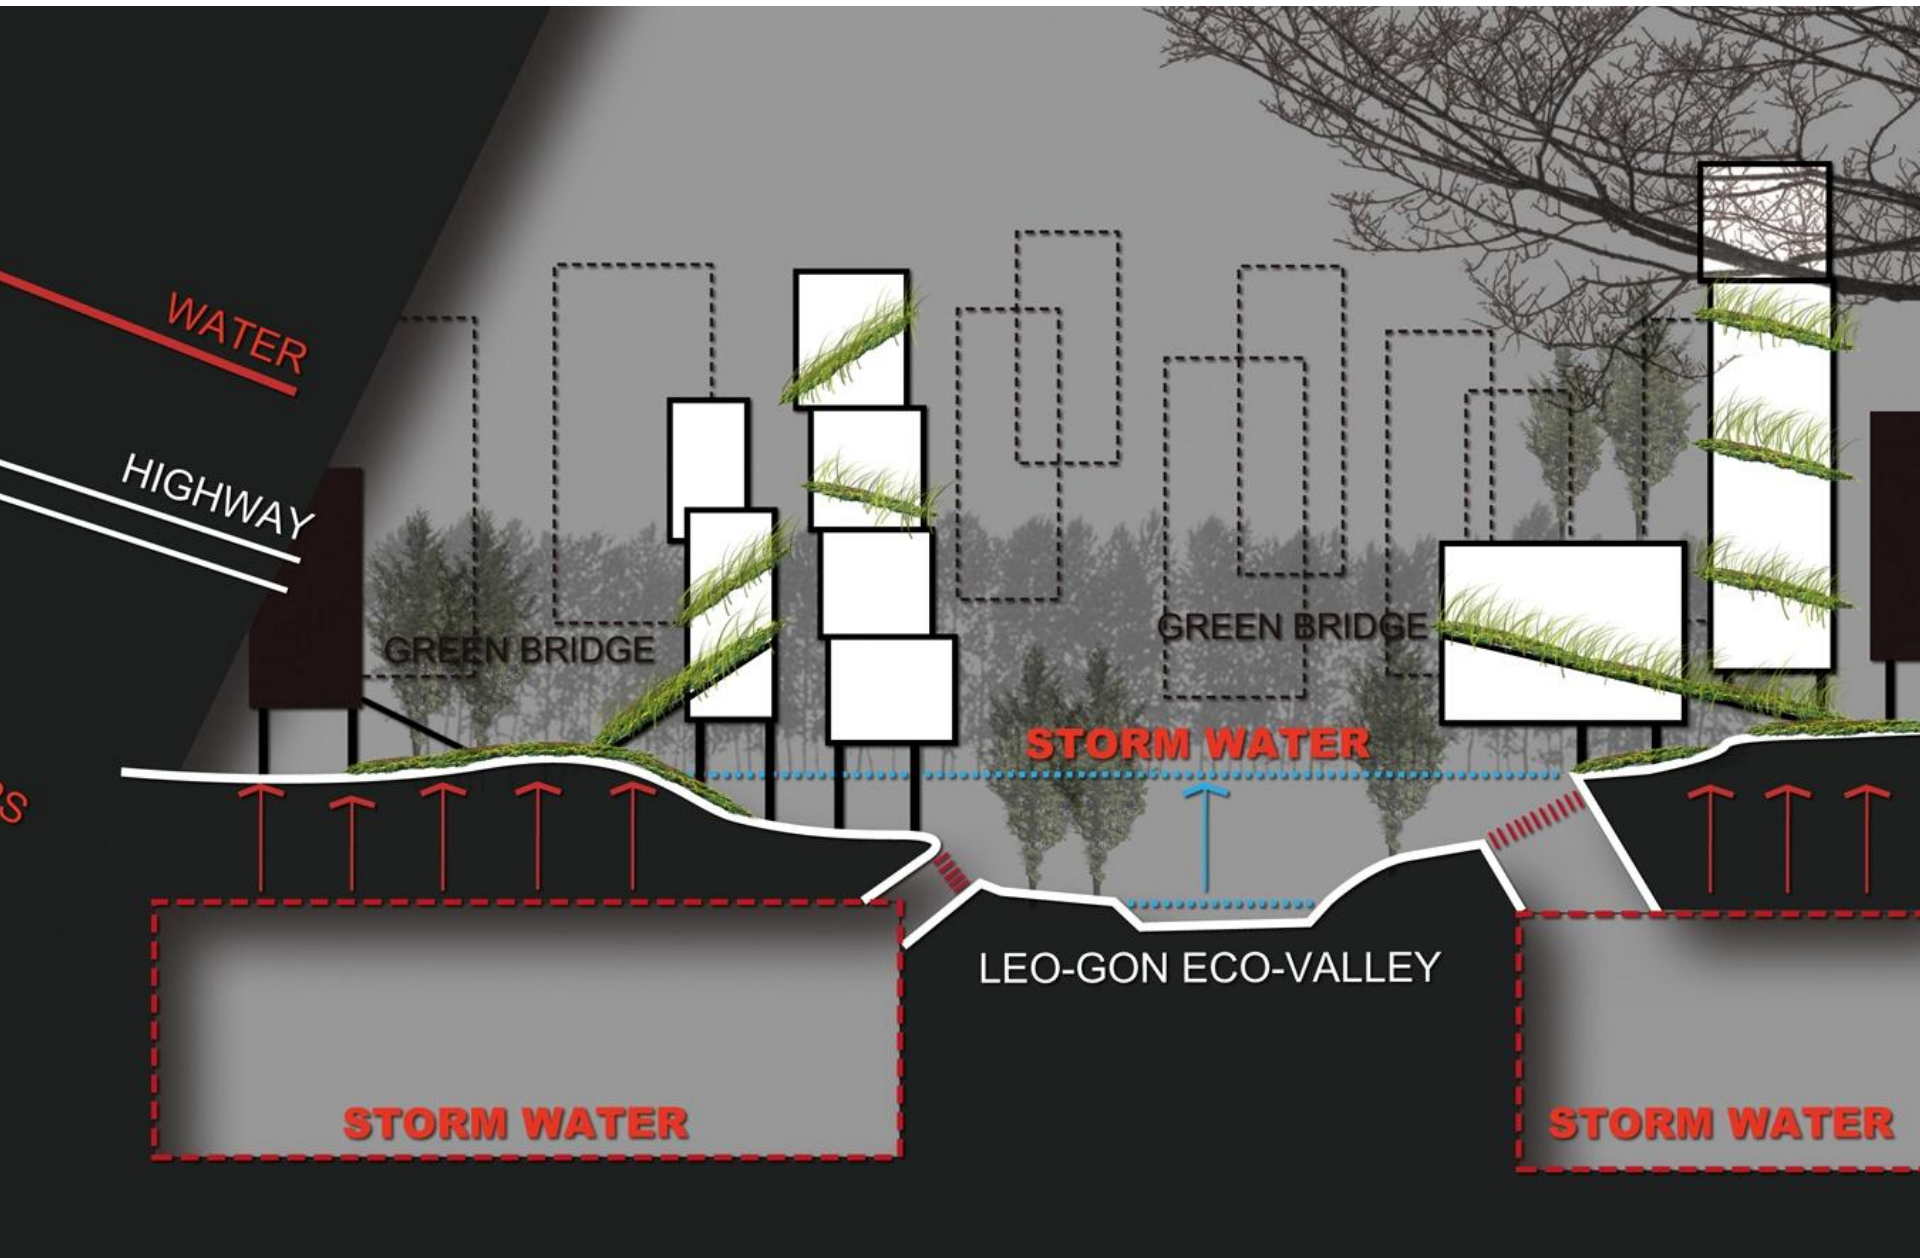 WATER
HIGHWAY
GREEN BRIDGE
GREEN BRIDGE
STORM WATER
LEO-GON ECO-VALLEY
STORM WATER
STORM WATER